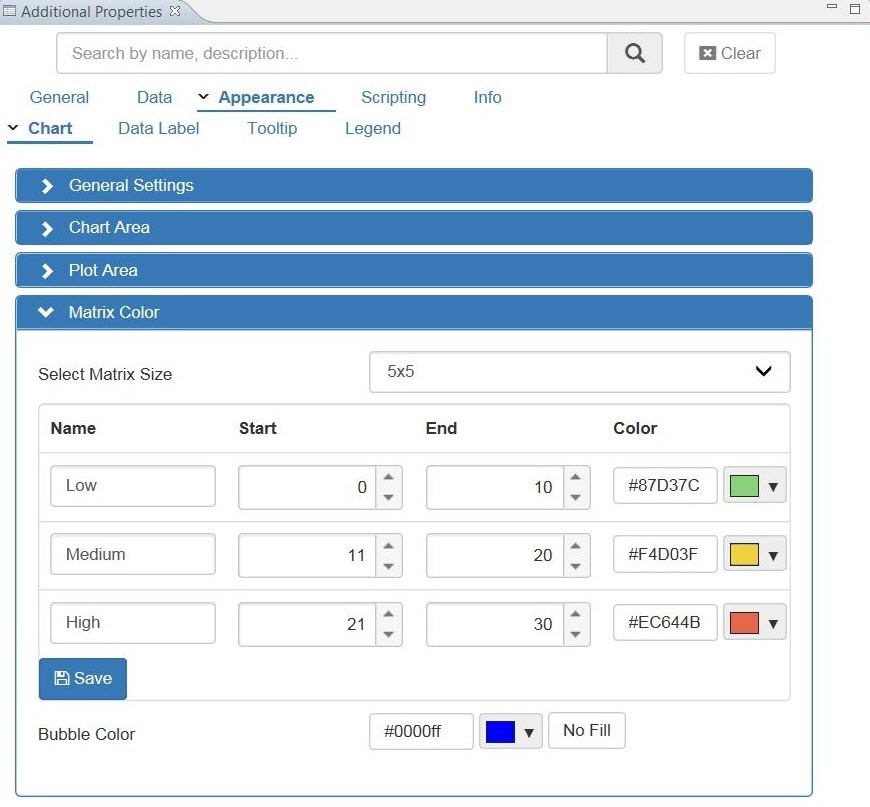 Additional Properties
Search by name, description...
Clear
General Data Appearance Scripting Info
Chart Data Label Tooltip Legend
General Settings
Chart Area
Plot Area
Matrix Color
Select Matrix Size 5x5
Name Start End Color
Low 0 10 #87D37C
Medium 11 20 #F4D03F
High 21 30 #EC644B
Save
Bubble Color #0000ff No Fill